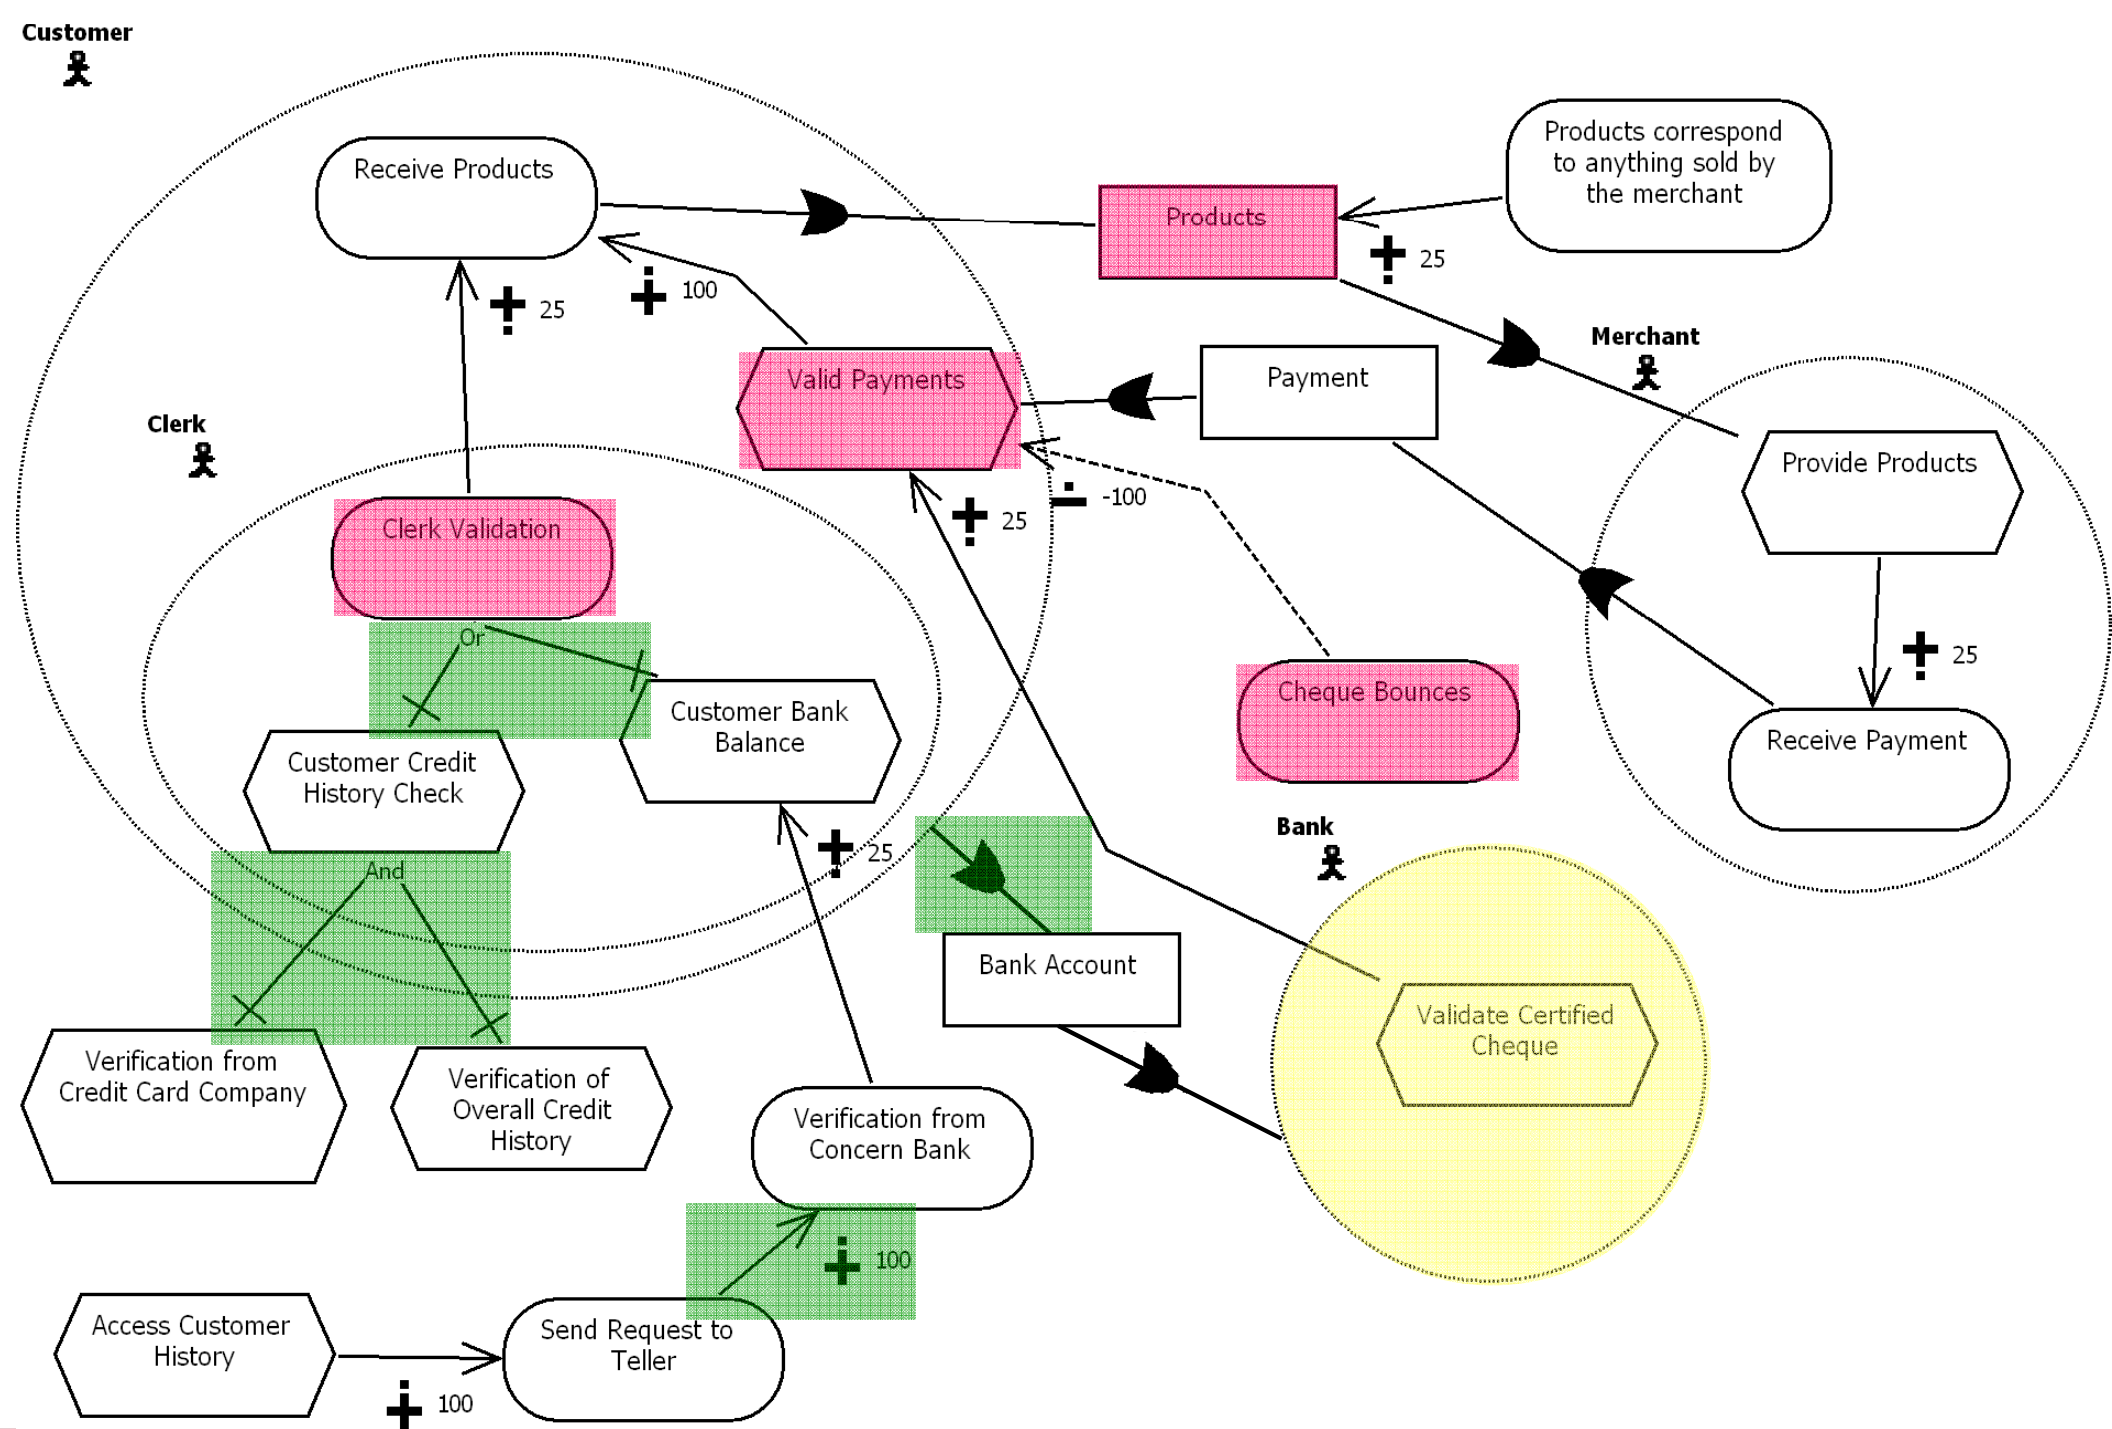 Customer
Receive Products
Products correspond
to anything sold by
the merchant
Products
25
100
25
Merchant
Clerk
Valid Payments
Payment
Provide Products
25
-100
Clerk Validation
Or
25
Cheque Bounces
Receive Payment
Customer Bank
Balance
Customer Credit
History Check
25
Bank
And
Bank Account
Validate Certified
Cheque
Verification from
Credit Card Company
Verification of
Overall Credit
History
Verification from
Concern Bank
100
Access Customer
History
Send Request to
Teller
100